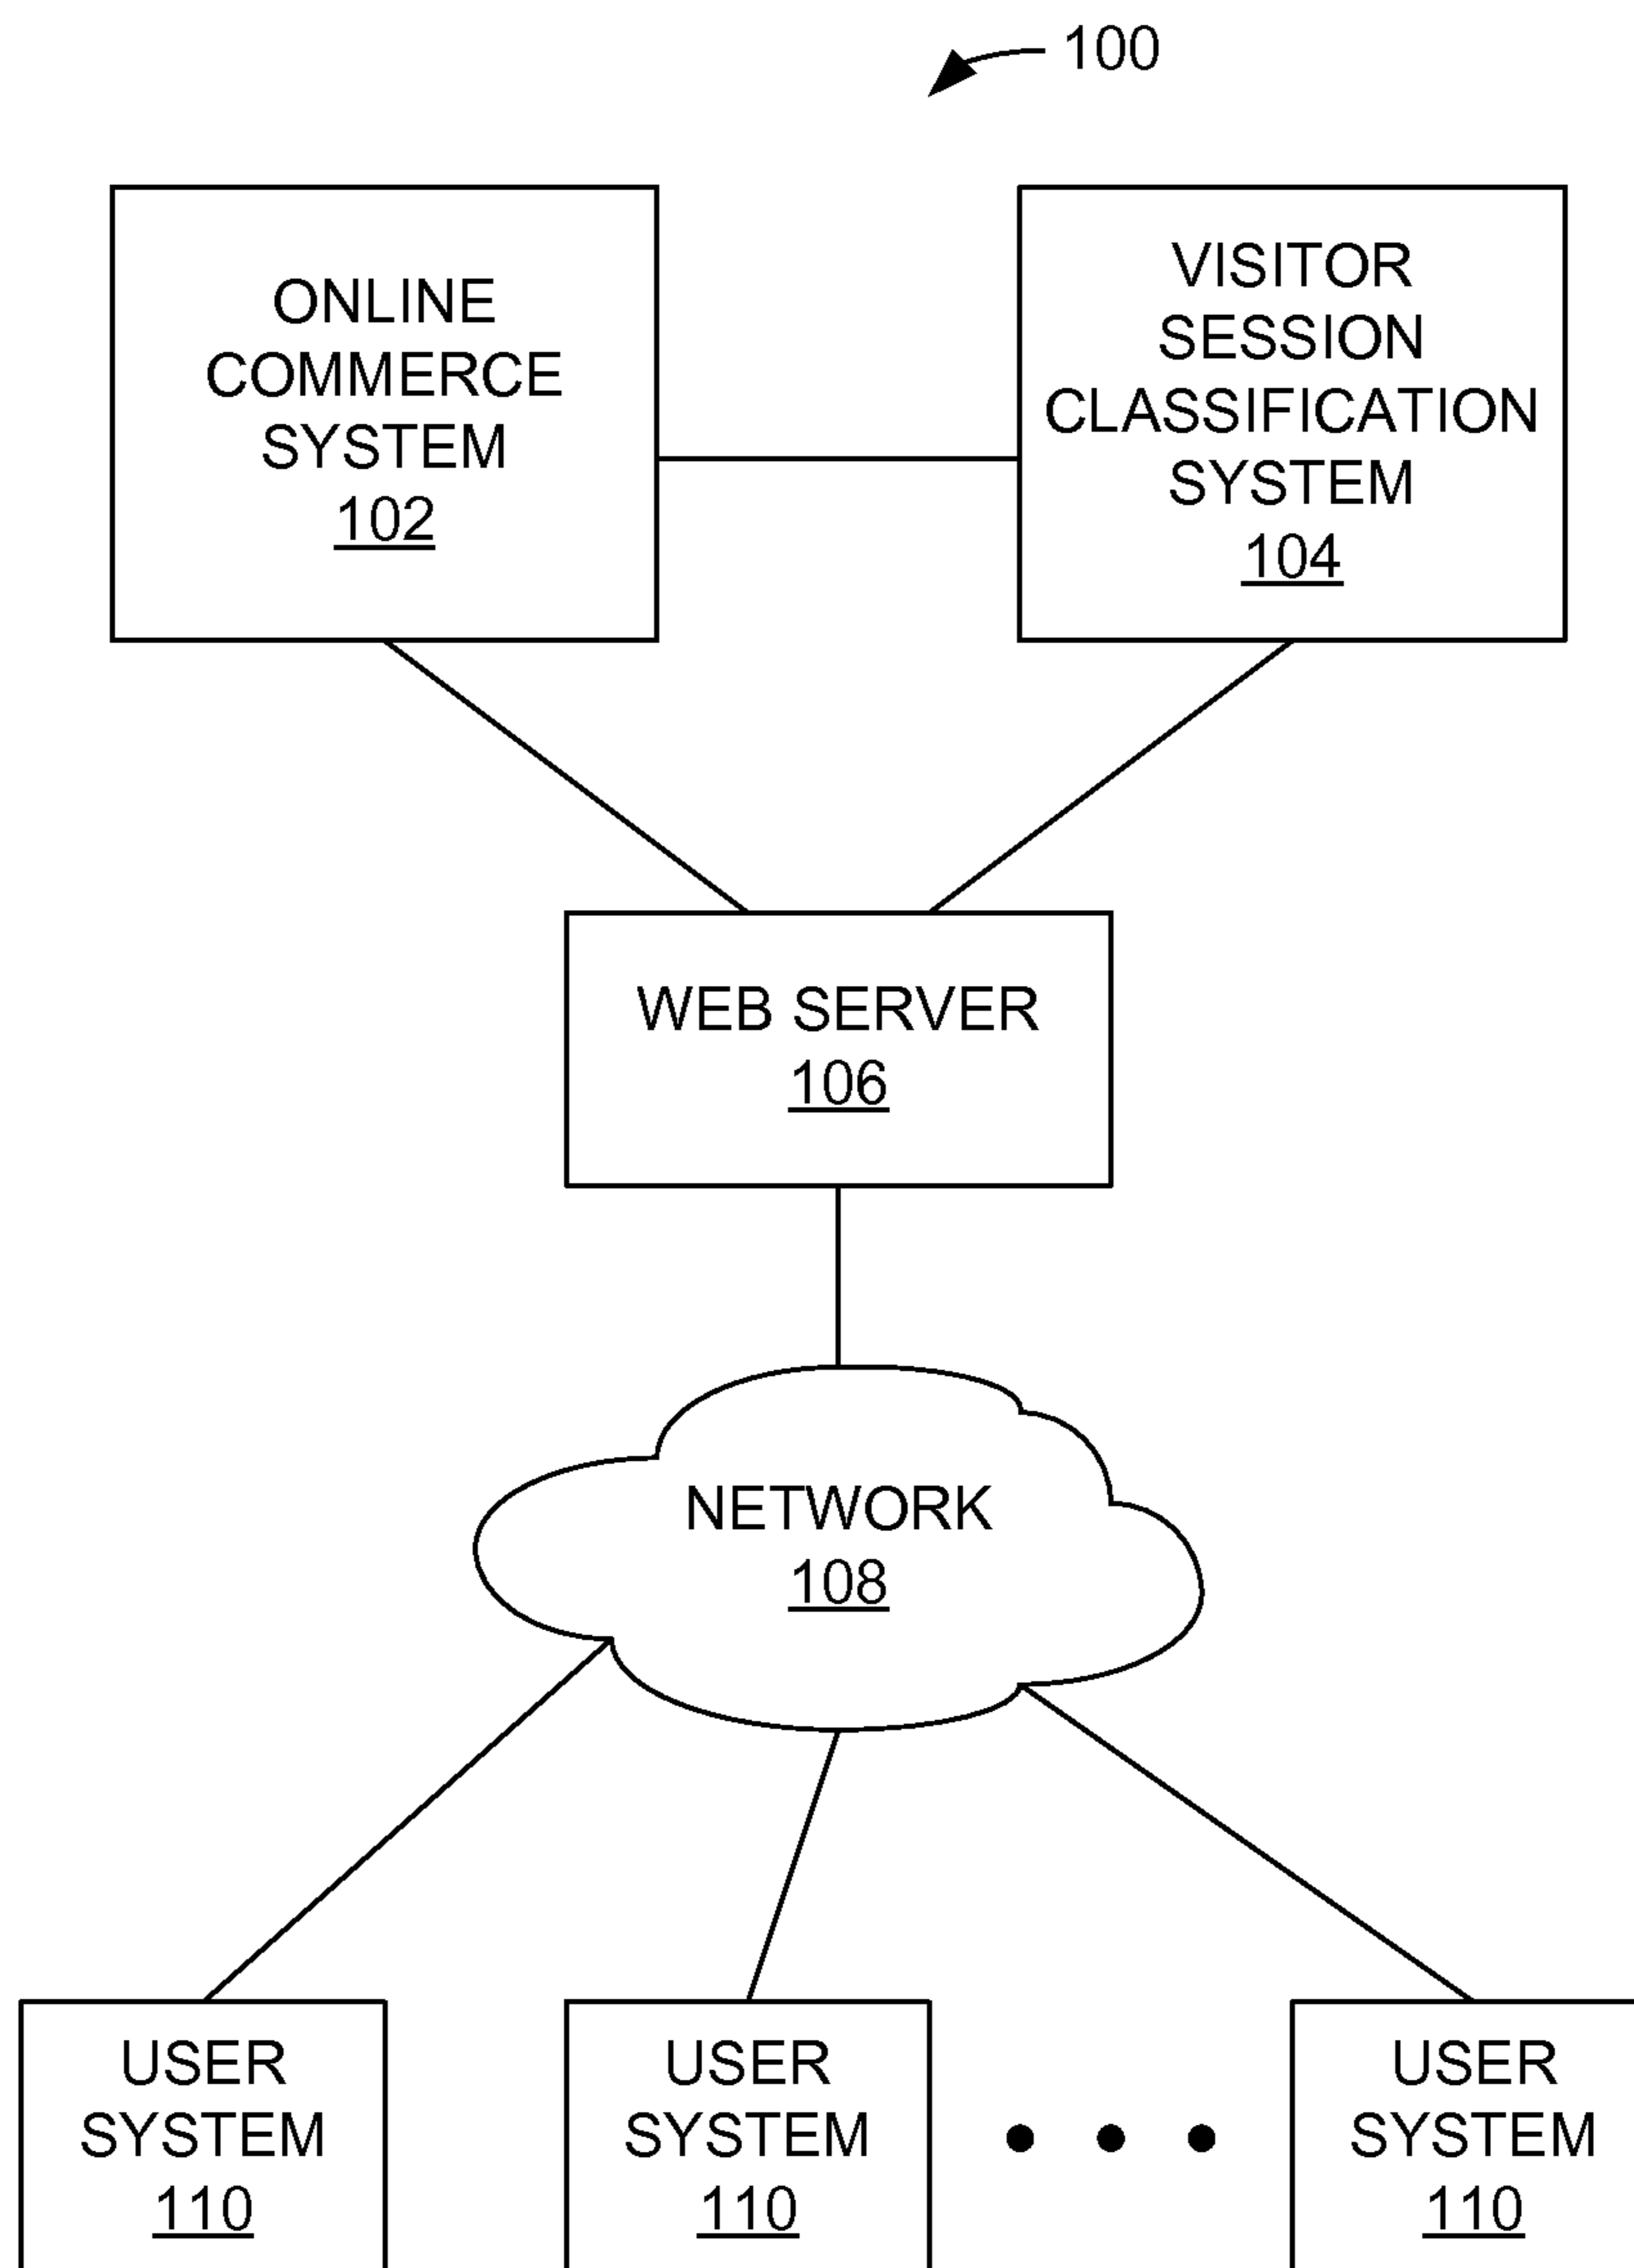 100
ONLINE
COMMERCE
SYSTEM
102
VISITOR
SESSION
CLASSIFICATION
SYSTEM
104
WEB SERVER
106
NETWORK
108
USER
SYSTEM
110
USER
SYSTEM
110
USER
SYSTEM
110